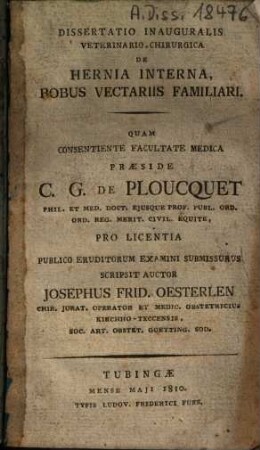 A.Diss. 18476
DISSERTATIO INAUGURALIS
VETERINARIO-CHIRURGICA
DE
HERNIA INTERNA,
BOBUS VECTARIIS FAMILIARI.
QUAM
CONSENTIENTE FACULTATE MEDICA
PRÆSIDE
C. G. DE PLOUCQUET
PHIL. ET MED. DOCT. EJUSQUE PROF. PUBL. ORD.
ORD. REG. MERIT. CIVIL. EQUITE,
PRO LICENTIA
PUBLICO ERUDITORUM EXAMINI SUBMISSURUS
SCRIPSIT AUCTOR
JOSEPHUS FRID. OESTERLEN
CHIR. JURAT. OPERATOR ET MEDIC. OBSTETRICIUS
KIRCHHO-TECCENSIS,
SOC. ART. OBSTET. GOETTING. SOD.
TUBINGÆ
MENSE MAJI 1810.
TYPIS LUDOV. FRIDERICI FUES.